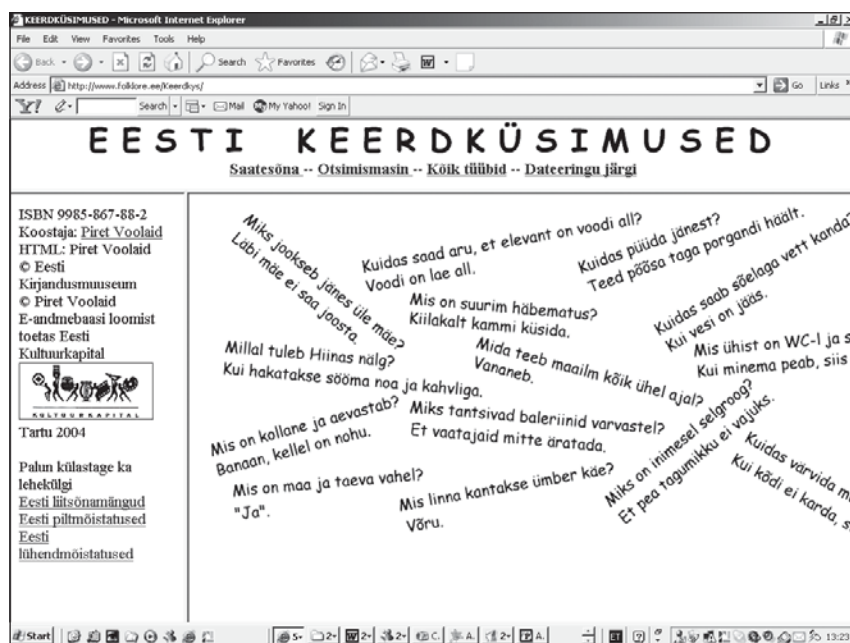 KEERDKÜSIMUSED - Microsoft Internet Explorer
File Edit View Favorites Tools Help
Back Search Favorites
Address http://www.folklore.ee/Keerdkys/ Go Links
Y! Search Mail My Yahoo! Sign In
EESTI KEERDKÜSIMUSED
Saatesõna -- Otsimismasin -- Kõik tüübid -- Dateeringu järgi
ISBN 9985-867-88-2
Koostaja: Piret Voolaid
HTML: Piret Voolaid
© Eesti
Kirjandusmuuseum
© Piret Voolaid
E-andmebaasi loomist
toetas Eesti
Kultuurkapital
KULTUURKAPITAL
Tartu 2004
Palun külastage ka
lehekülgi
Eesti liitsõnamängud
Eesti piltmõistatused
Eesti
lühendmõistatused
Miks jookseb jänes üle mäe?
Läbi mäe ei saa joosta.
Kuidas saad aru, et elevant on voodi all?
Voodi on lae all.
Kuidas püüda jänest?
Teed põõsa taga porgandi häält.
Kuidas saab sõelaga vett kanda?
Kui vesi on jääs.
Mis on suurim häbematus?
Kiilakalt kammi küsida.
Millal tuleb Hiinas nälg?
Kui hakatakse sööma noa ja kahvliga.
Mida teeb maailm kõik ühel ajal?
Vananeb.
Mis ühist on WC-l ja s
Kui minema peab, siis
Mis on kollane ja aevastab?
Banaan, kellel on nohu.
Miks tantsivad baleriinid varvastel?
Et vaatajaid mitte äratada.
Miks on inimesel selgroog?
Et pea tagumikku ei vajuks.
Kuidas värvida m
Kui kõdi ei karda, s
Mis on maa ja taeva vahel?
"Ja".
Mis linna kantakse ümber käe?
Võru.
Start S 2 W 2 2 C. A. 2 A. ET 13:23